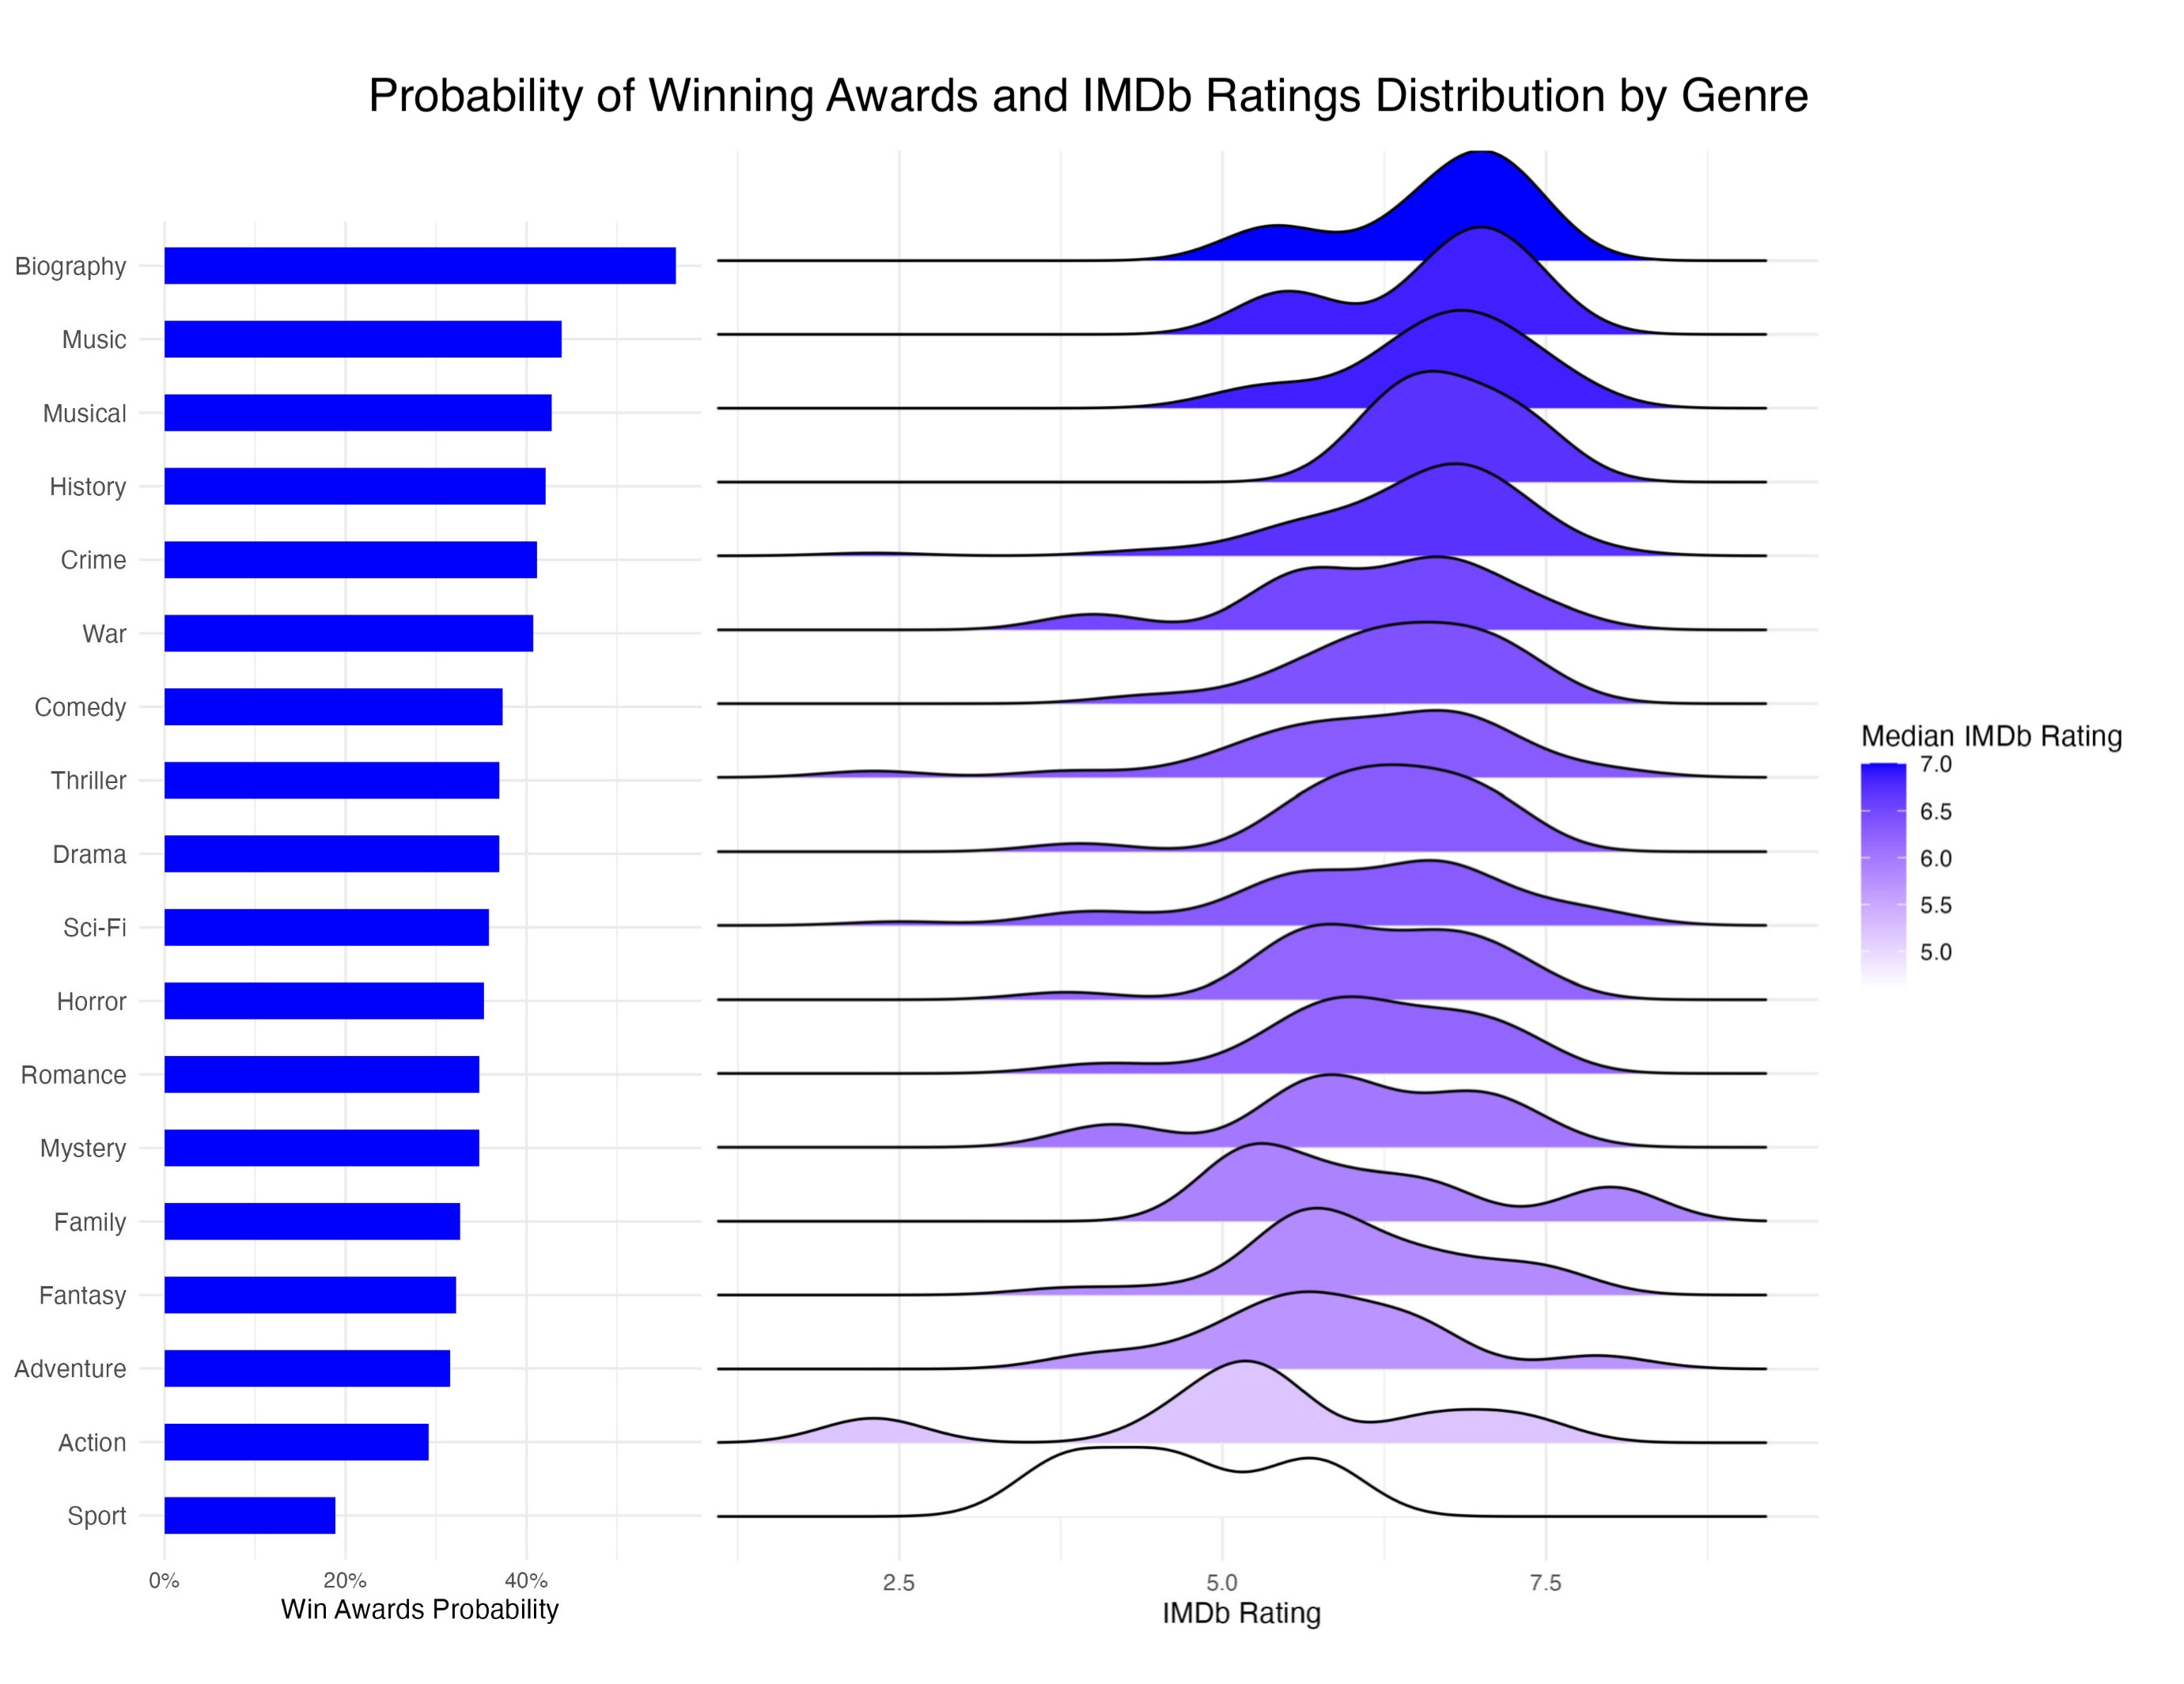 Probability of Winning Awards and IMDb Ratings Distribution by Genre
Biography
Music
Musical
History
Crime
War
Comedy
Thriller
Drama
Sci-Fi
Horror
Romance
Mystery
Family
Fantasy
Adventure
Action
Sport
0% 20% 40%
Win Awards Probability
2.5 5.0 7.5
IMDb Rating
Median IMDb Rating
7.0
6.5
6.0
5.5
5.0